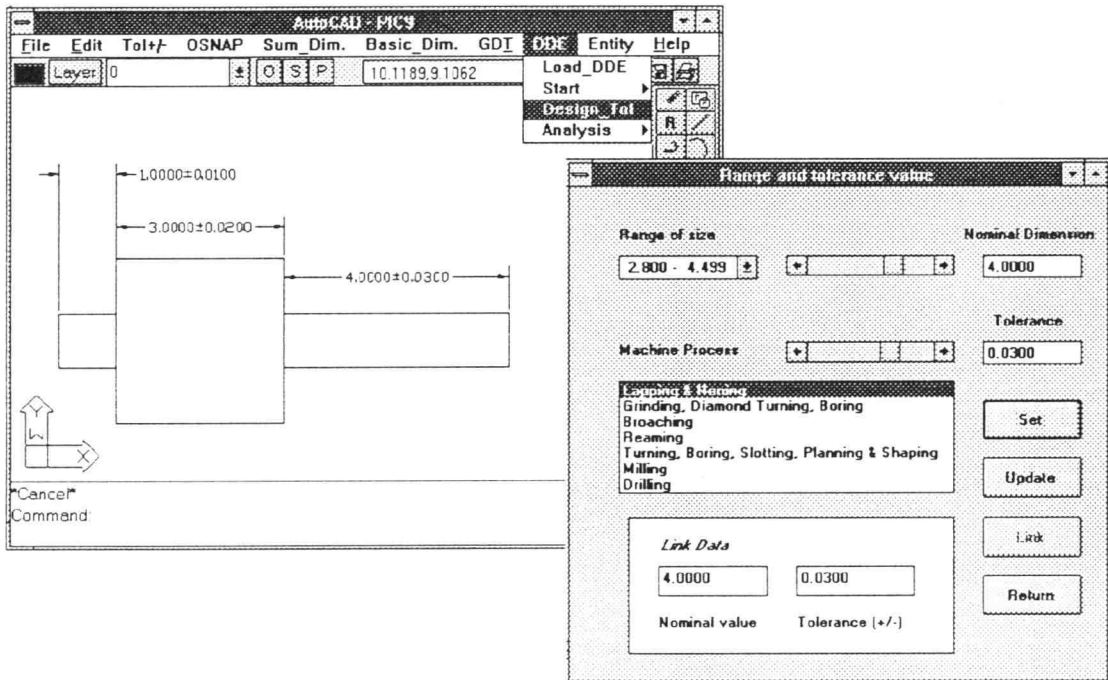 AutoCAD - PIC9
File Edit Tol+/- OSNAP Sum_Dim. Basic_Dim. GDT DDE Entity Help
Layer 0 O S P 10.1189,9.1062
Load_DDE
Start
Design_Tol
Analysis
R
1.0000±0.0100
3.0000±0.0200
4.0000±0.0300
Y
W
X
*Cancel*
Command:
Range and tolerance value
Range of size
Nominal Dimension
2.800 - 4.499
4.0000
Tolerance
Machine Process
0.0300
Lapping & Honing
Grinding, Diamond Turning, Boring
Broaching
Reaming
Turning, Boring, Slotting, Planning & Shaping
Milling
Drilling
Set
Update
Link
Return
Link Data
4.0000 0.0300
Nominal value Tolerance (+/-)